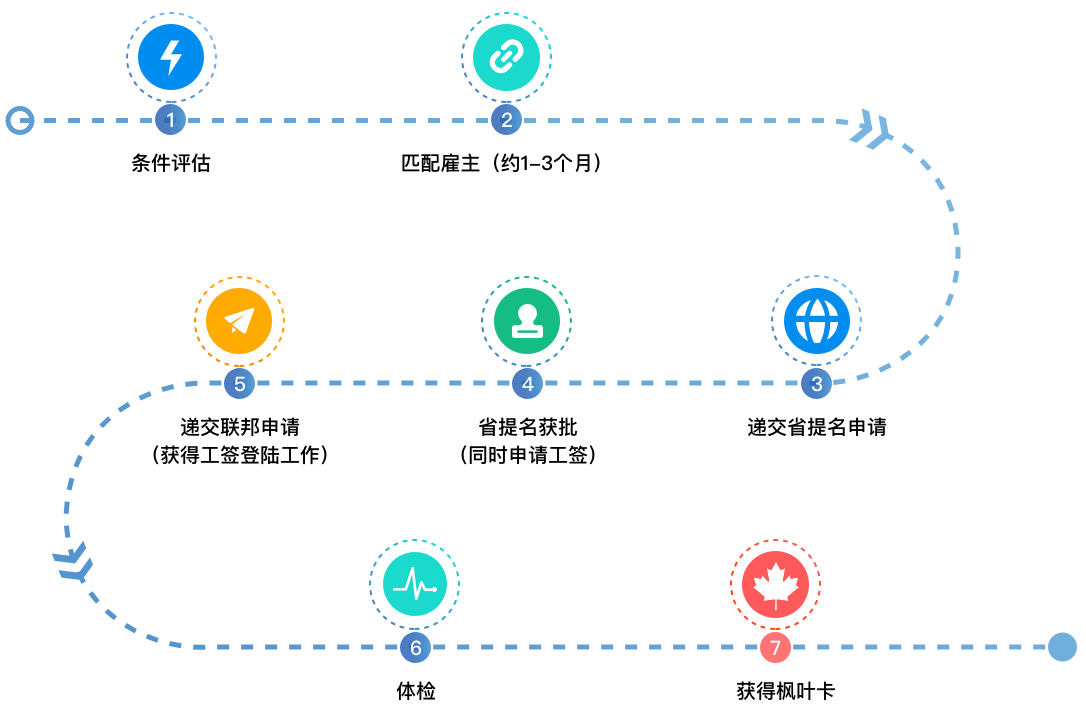 1
条件评估
2
匹配雇主（约1-3个月）
3
递交省提名申请
4
省提名获批
（同时申请工签）
5
递交联邦申请
（获得工签登陆工作）
6
体检
7
获得枫叶卡